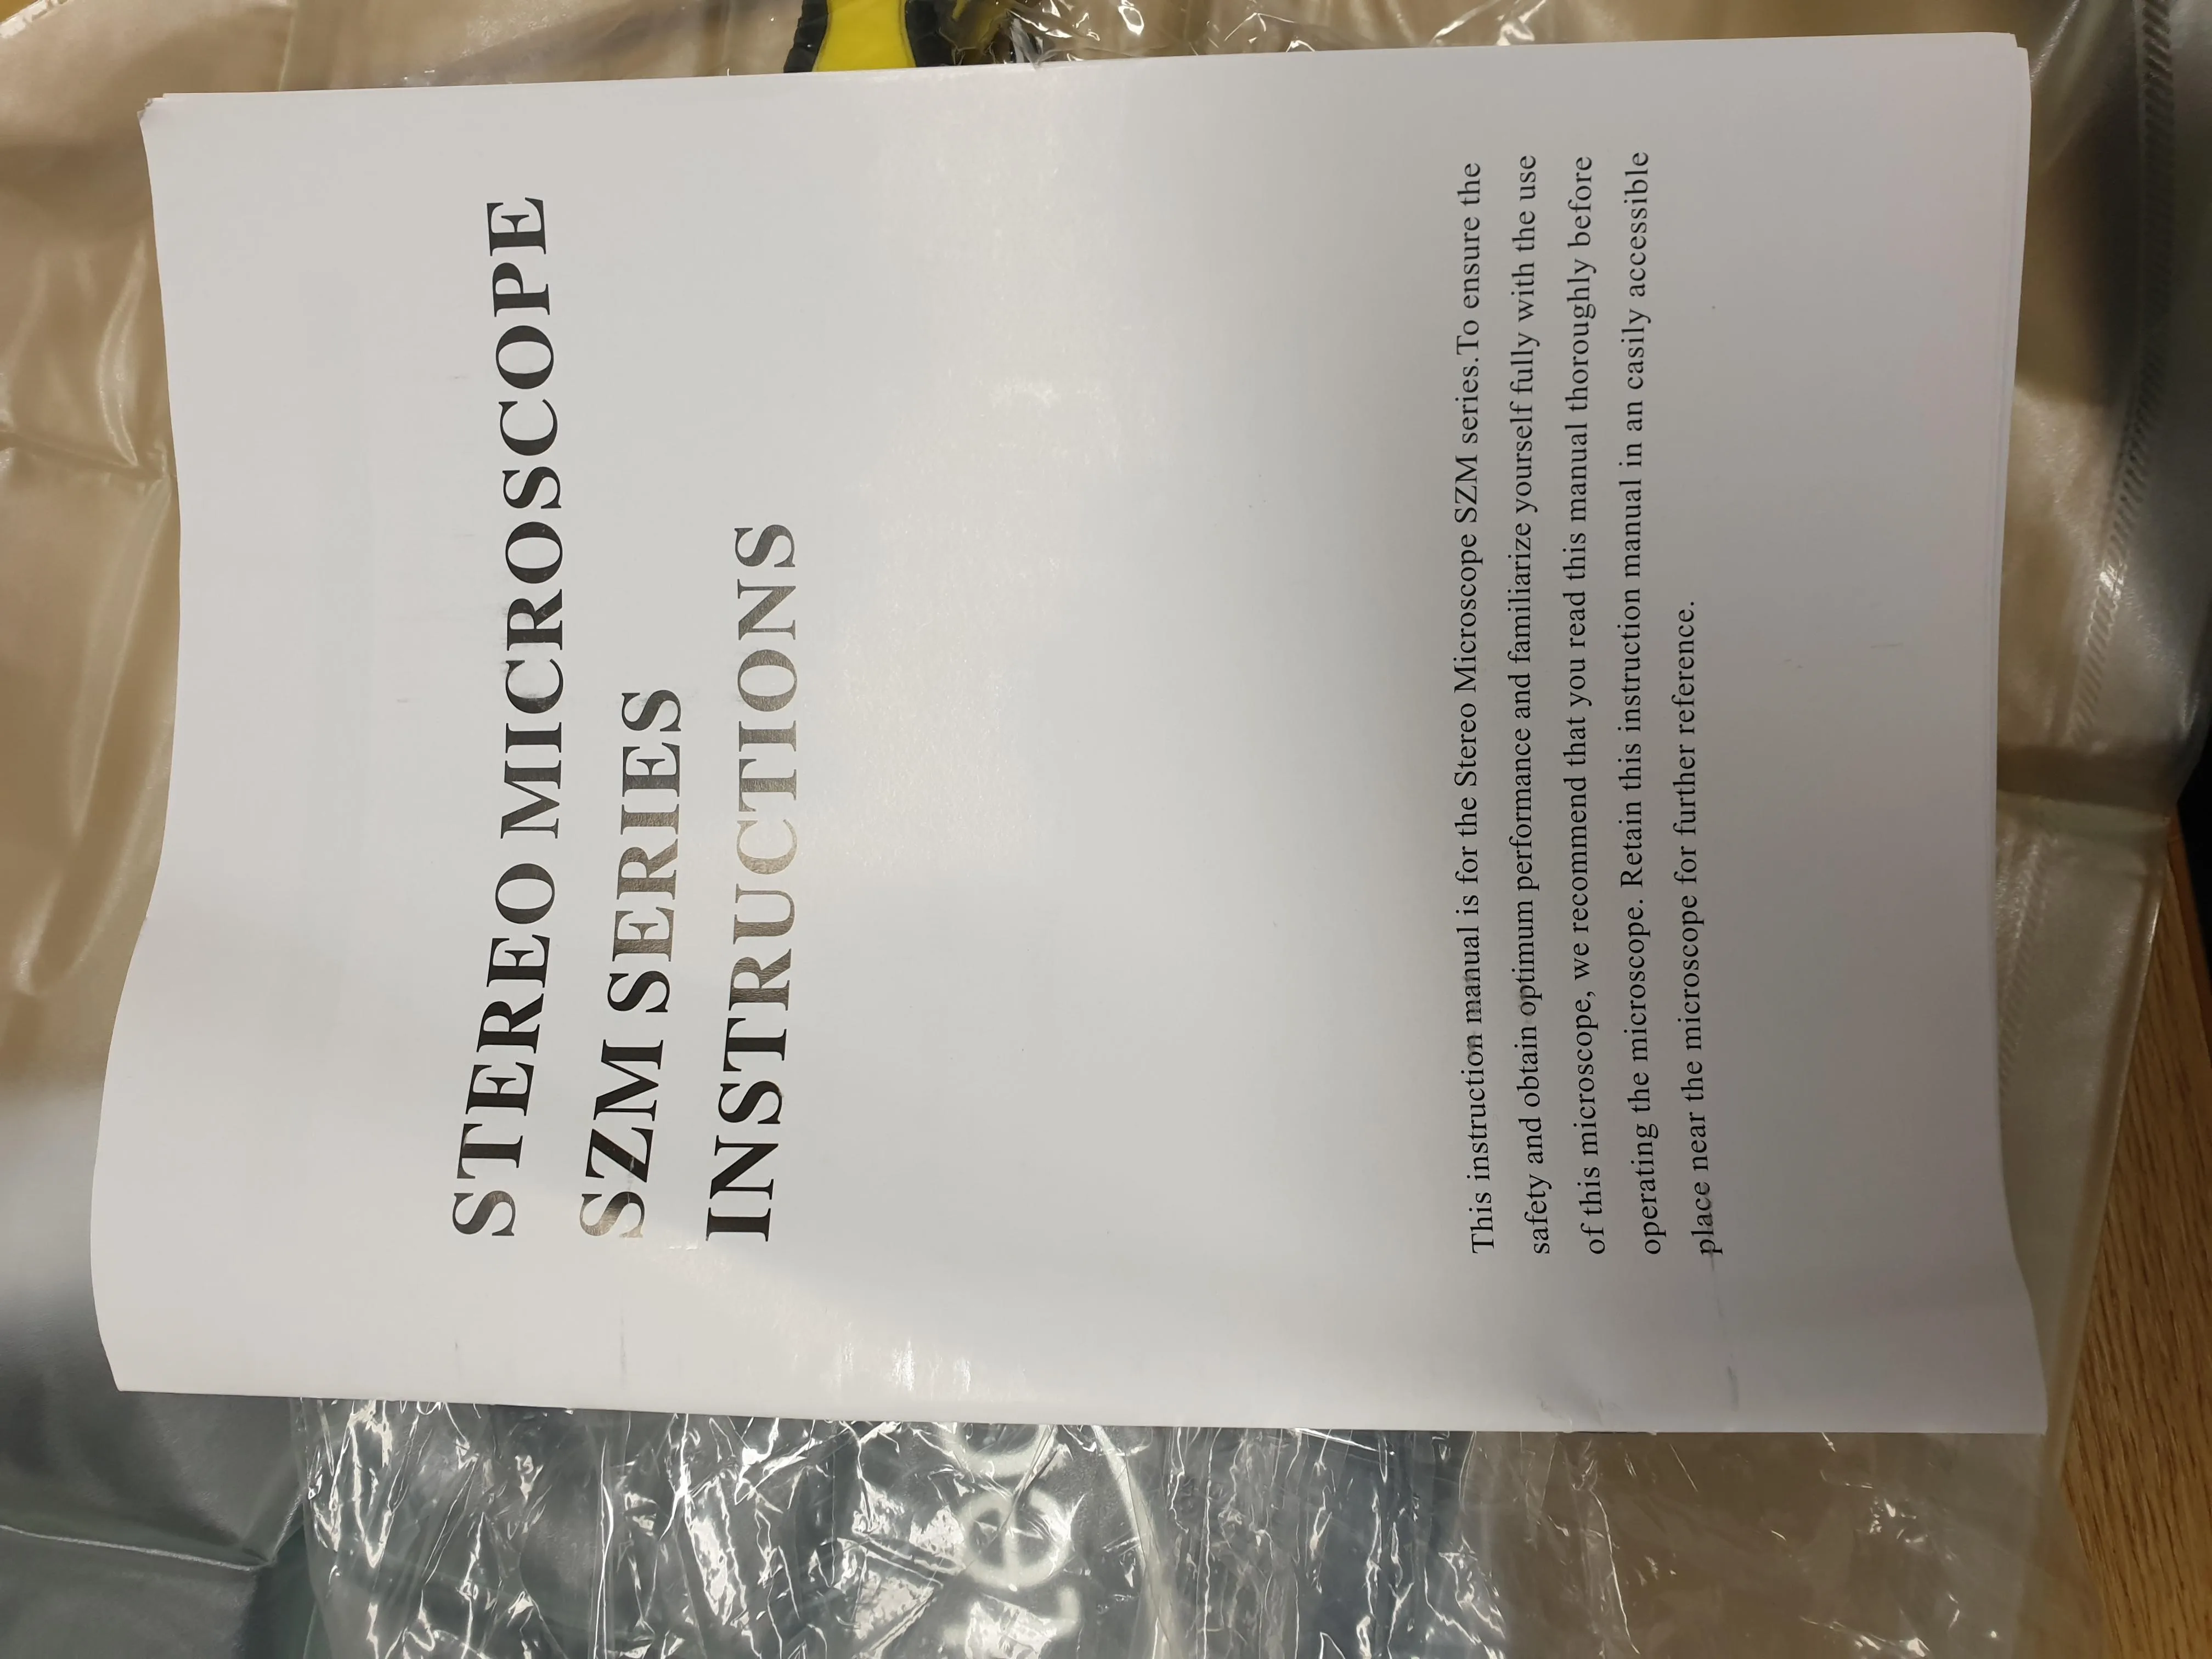 STEREO MICROSCOPE
SZM SERIES
INSTRUCTIONS
This instruction manual is for the Stereo Microscope SZM series.To ensure the
safety and obtain optimum performance and familiarize yourself fully with the use
of this microscope, we recommend that you read this manual thoroughly before
operating the microscope. Retain this instruction manual in an casily accessible
place near the microscope for further reference.